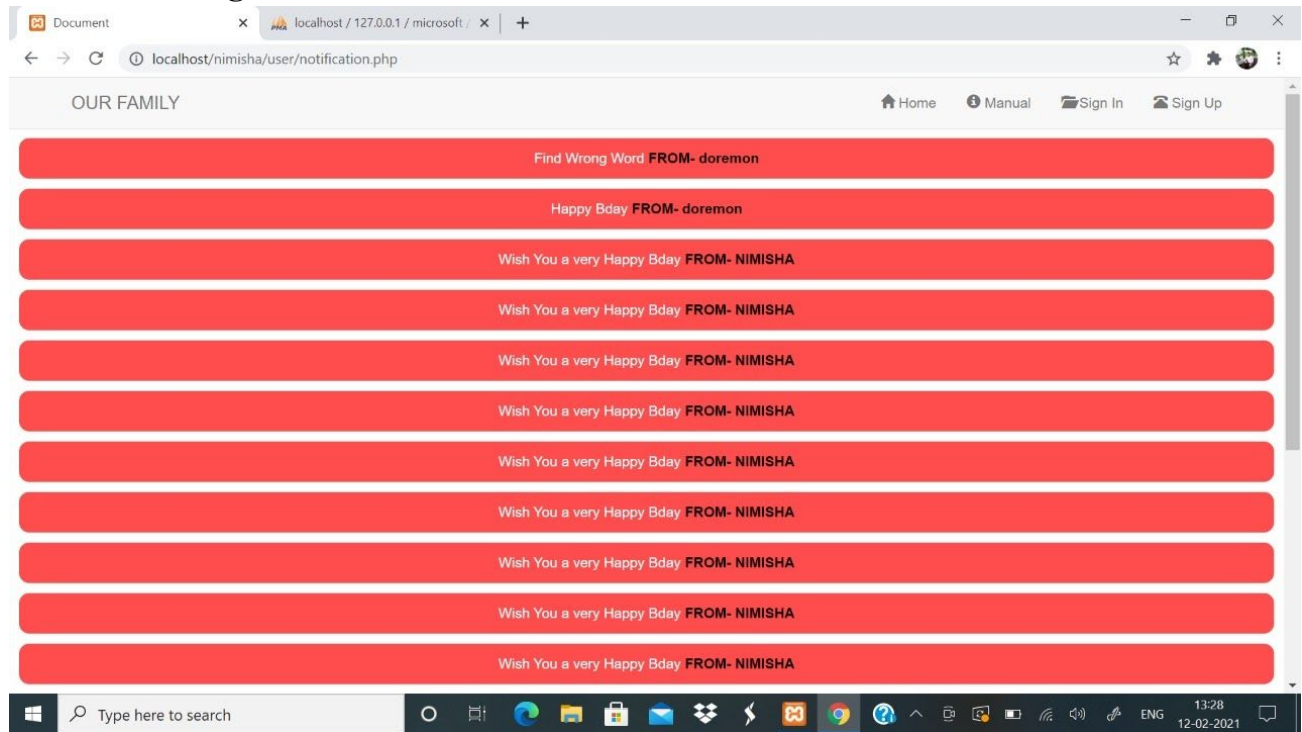 Document
localhost / 127.0.0.1 / microsoft /
localhost/nimisha/user/notification.php
OUR FAMILY
Home Manual Sign In Sign Up
Find Wrong Word FROM- doremon
Happy Bday FROM- doremon
Wish You a very Happy Bday FROM- NIMISHA
Wish You a very Happy Bday FROM- NIMISHA
Wish You a very Happy Bday FROM- NIMISHA
Wish You a very Happy Bday FROM- NIMISHA
Wish You a very Happy Bday FROM- NIMISHA
Wish You a very Happy Bday FROM- NIMISHA
Wish You a very Happy Bday FROM- NIMISHA
Wish You a very Happy Bday FROM- NIMISHA
Wish You a very Happy Bday FROM- NIMISHA
Type here to search
ENG
13:28
12-02-2021